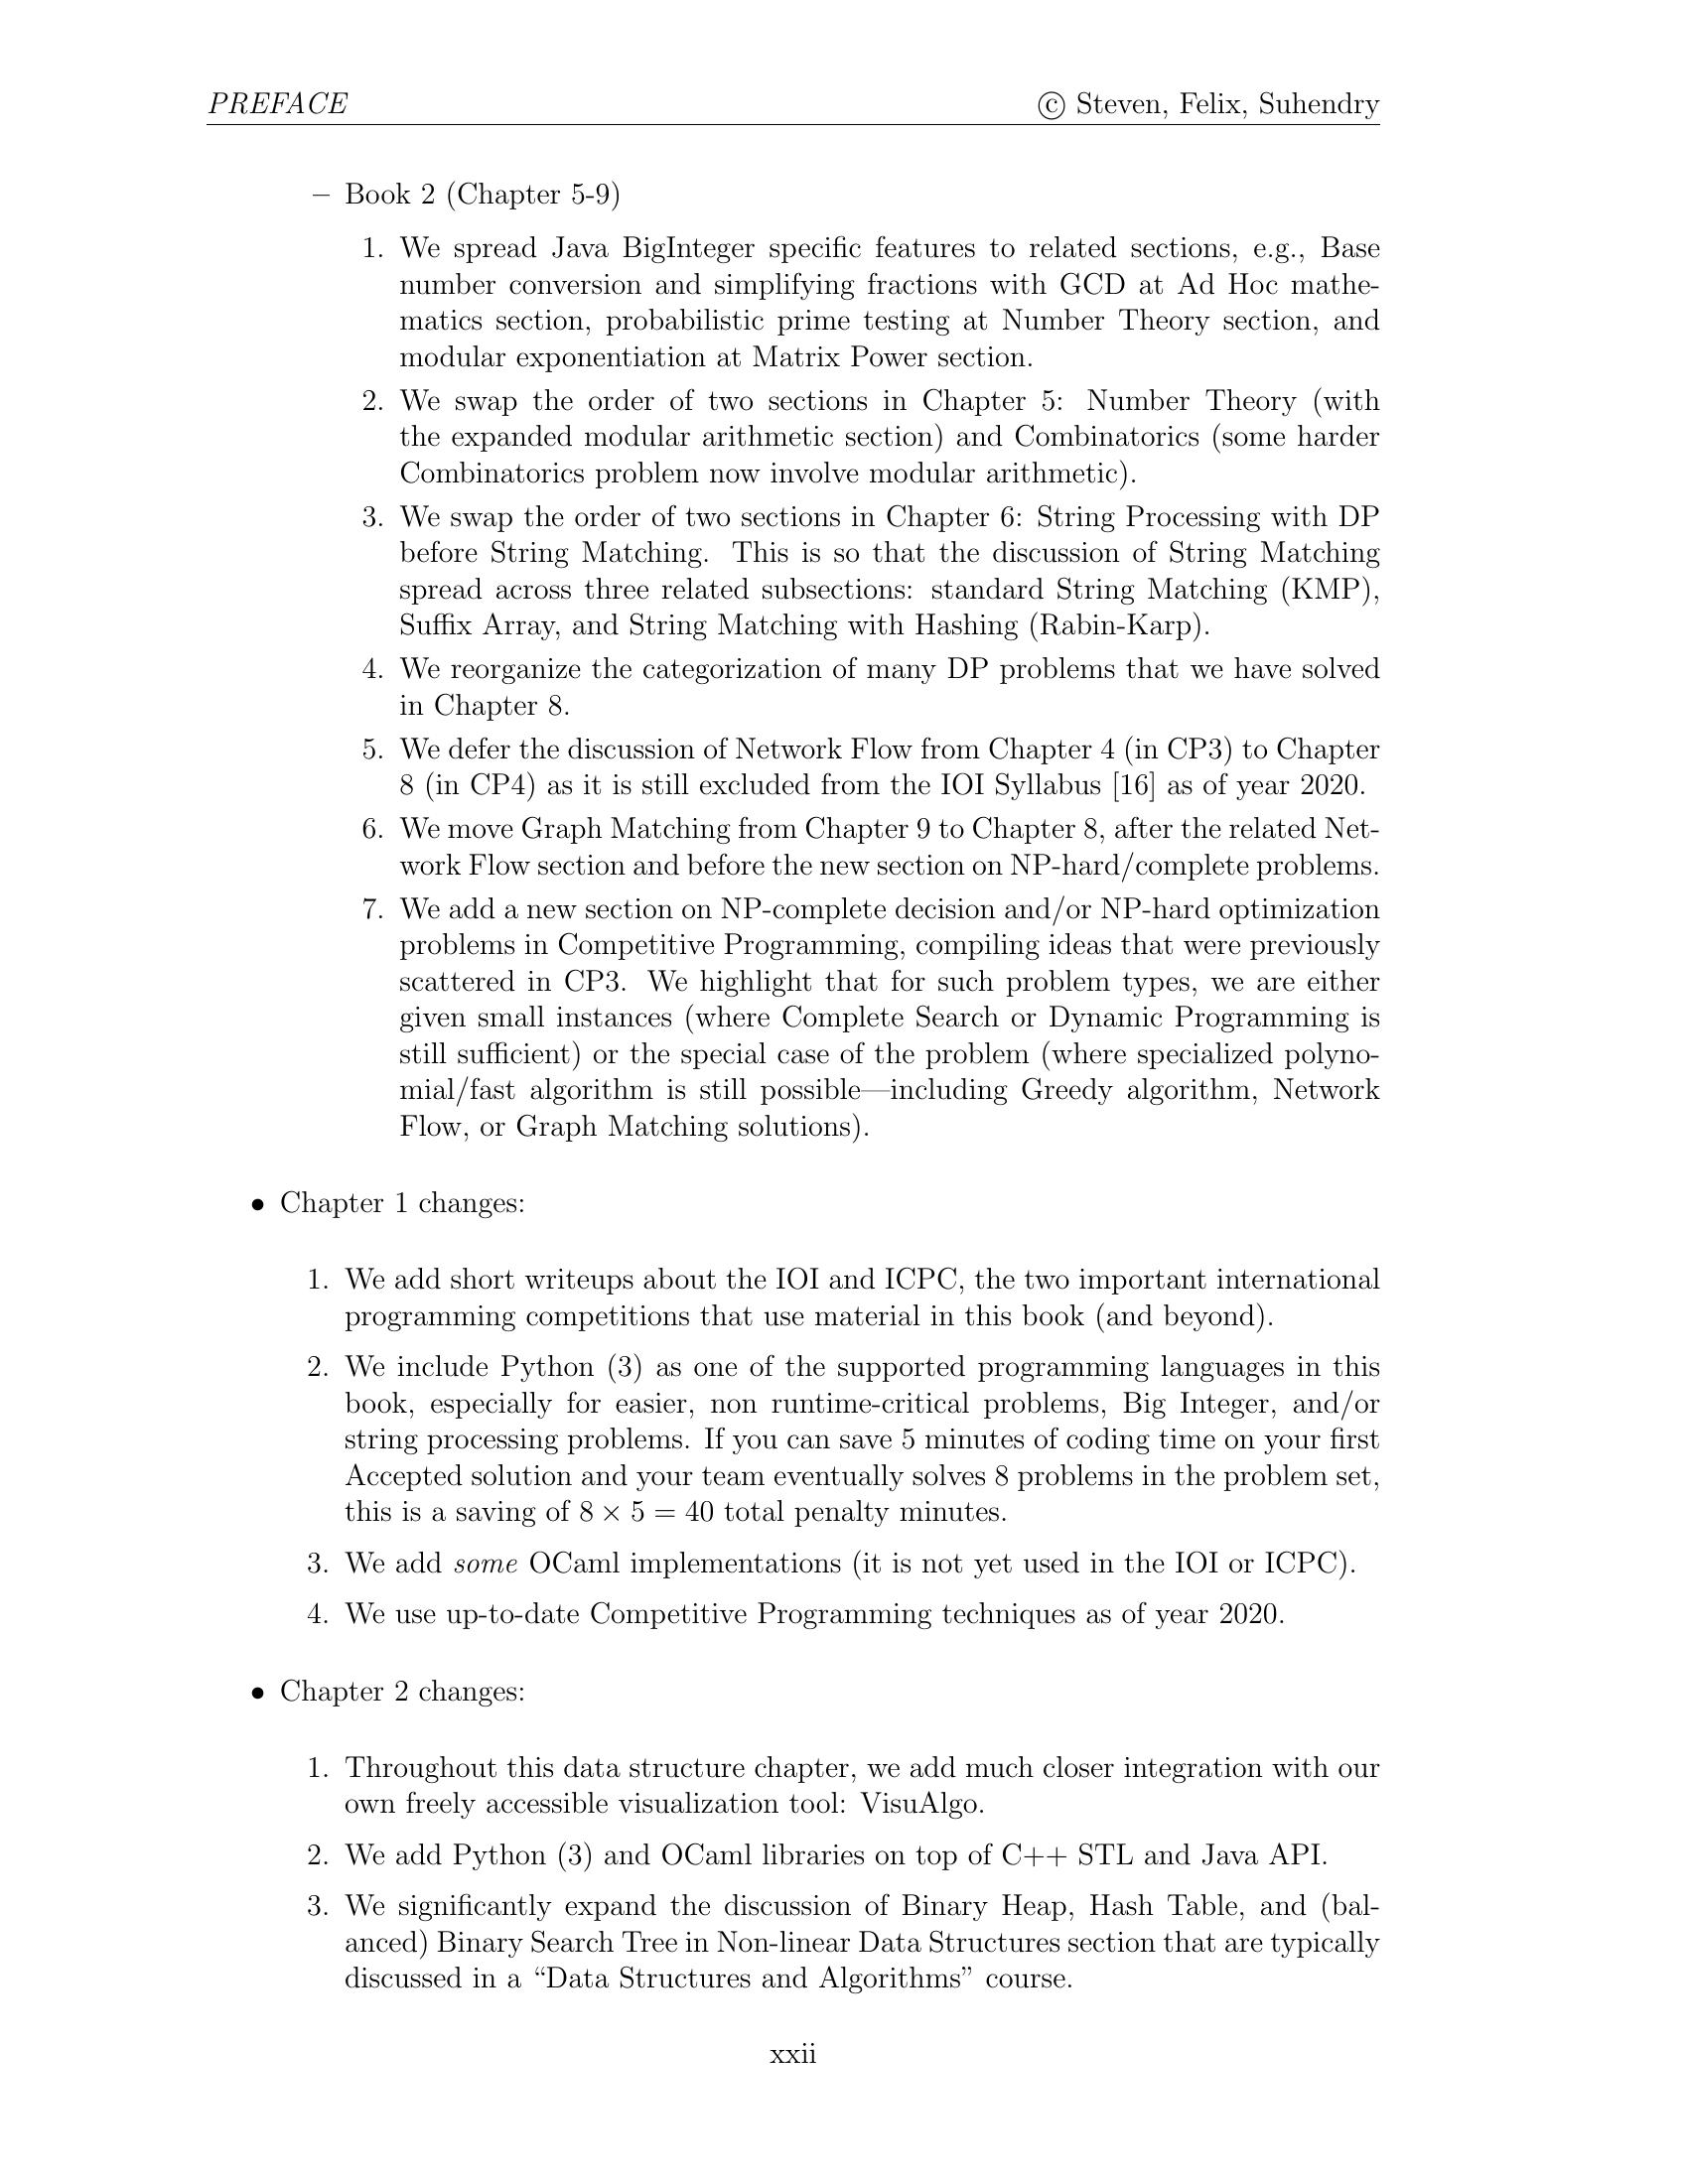 PREFACE © Steven, Felix, Suhendry
– Book 2 (Chapter 5-9)
1. We spread Java BigInteger specific features to related sections, e.g., Base
number conversion and simplifying fractions with GCD at Ad Hoc mathe-
matics section, probabilistic prime testing at Number Theory section, and
modular exponentiation at Matrix Power section.
2. We swap the order of two sections in Chapter 5: Number Theory (with
the expanded modular arithmetic section) and Combinatorics (some harder
Combinatorics problem now involve modular arithmetic).
3. We swap the order of two sections in Chapter 6: String Processing with DP
before String Matching. This is so that the discussion of String Matching
spread across three related subsections: standard String Matching (KMP),
Suffix Array, and String Matching with Hashing (Rabin-Karp).
4. We reorganize the categorization of many DP problems that we have solved
in Chapter 8.
5. We defer the discussion of Network Flow from Chapter 4 (in CP3) to Chapter
8 (in CP4) as it is still excluded from the IOI Syllabus [16] as of year 2020.
6. We move Graph Matching from Chapter 9 to Chapter 8, after the related Net-
work Flow section and before the new section on NP-hard/complete problems.
7. We add a new section on NP-complete decision and/or NP-hard optimization
problems in Competitive Programming, compiling ideas that were previously
scattered in CP3. We highlight that for such problem types, we are either
given small instances (where Complete Search or Dynamic Programming is
still sufficient) or the special case of the problem (where specialized polyno-
mial/fast algorithm is still possible—including Greedy algorithm, Network
Flow, or Graph Matching solutions).
• Chapter 1 changes:
1. We add short writeups about the IOI and ICPC, the two important international
programming competitions that use material in this book (and beyond).
2. We include Python (3) as one of the supported programming languages in this
book, especially for easier, non runtime-critical problems, Big Integer, and/or
string processing problems. If you can save 5 minutes of coding time on your first
Accepted solution and your team eventually solves 8 problems in the problem set,
this is a saving of 8 × 5 = 40 total penalty minutes.
3. We add some OCaml implementations (it is not yet used in the IOI or ICPC).
4. We use up-to-date Competitive Programming techniques as of year 2020.
• Chapter 2 changes:
1. Throughout this data structure chapter, we add much closer integration with our
own freely accessible visualization tool: VisuAlgo.
2. We add Python (3) and OCaml libraries on top of C++ STL and Java API.
3. We significantly expand the discussion of Binary Heap, Hash Table, and (bal-
anced) Binary Search Tree in Non-linear Data Structures section that are typically
discussed in a “Data Structures and Algorithms” course.
xxii